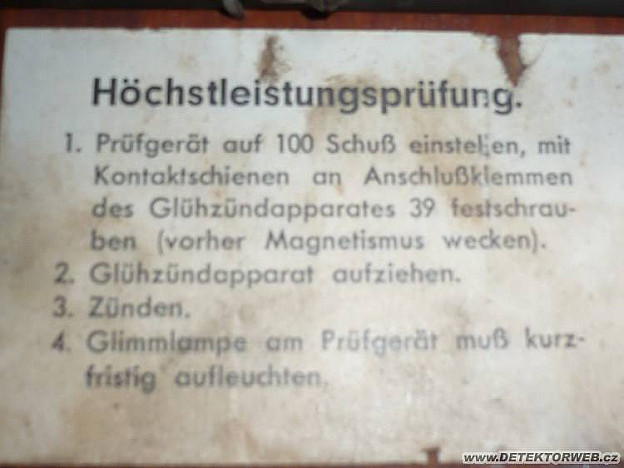 Höchstleistungsprüfung.
1. Prüfgerät auf 100 Schuß einstellen, mit
Kontaktschienen an Anschlußklemmen
des Glühzündapparates 39 festschrau-
ben (vorher Magnetismus wecken).
2. Glühzündapparat aufziehen.
3. Zünden.
4. Glimmlampe am Prüfgerät muß kurz-
fristig aufleuchten.
www.DETEKTORWEB.cz